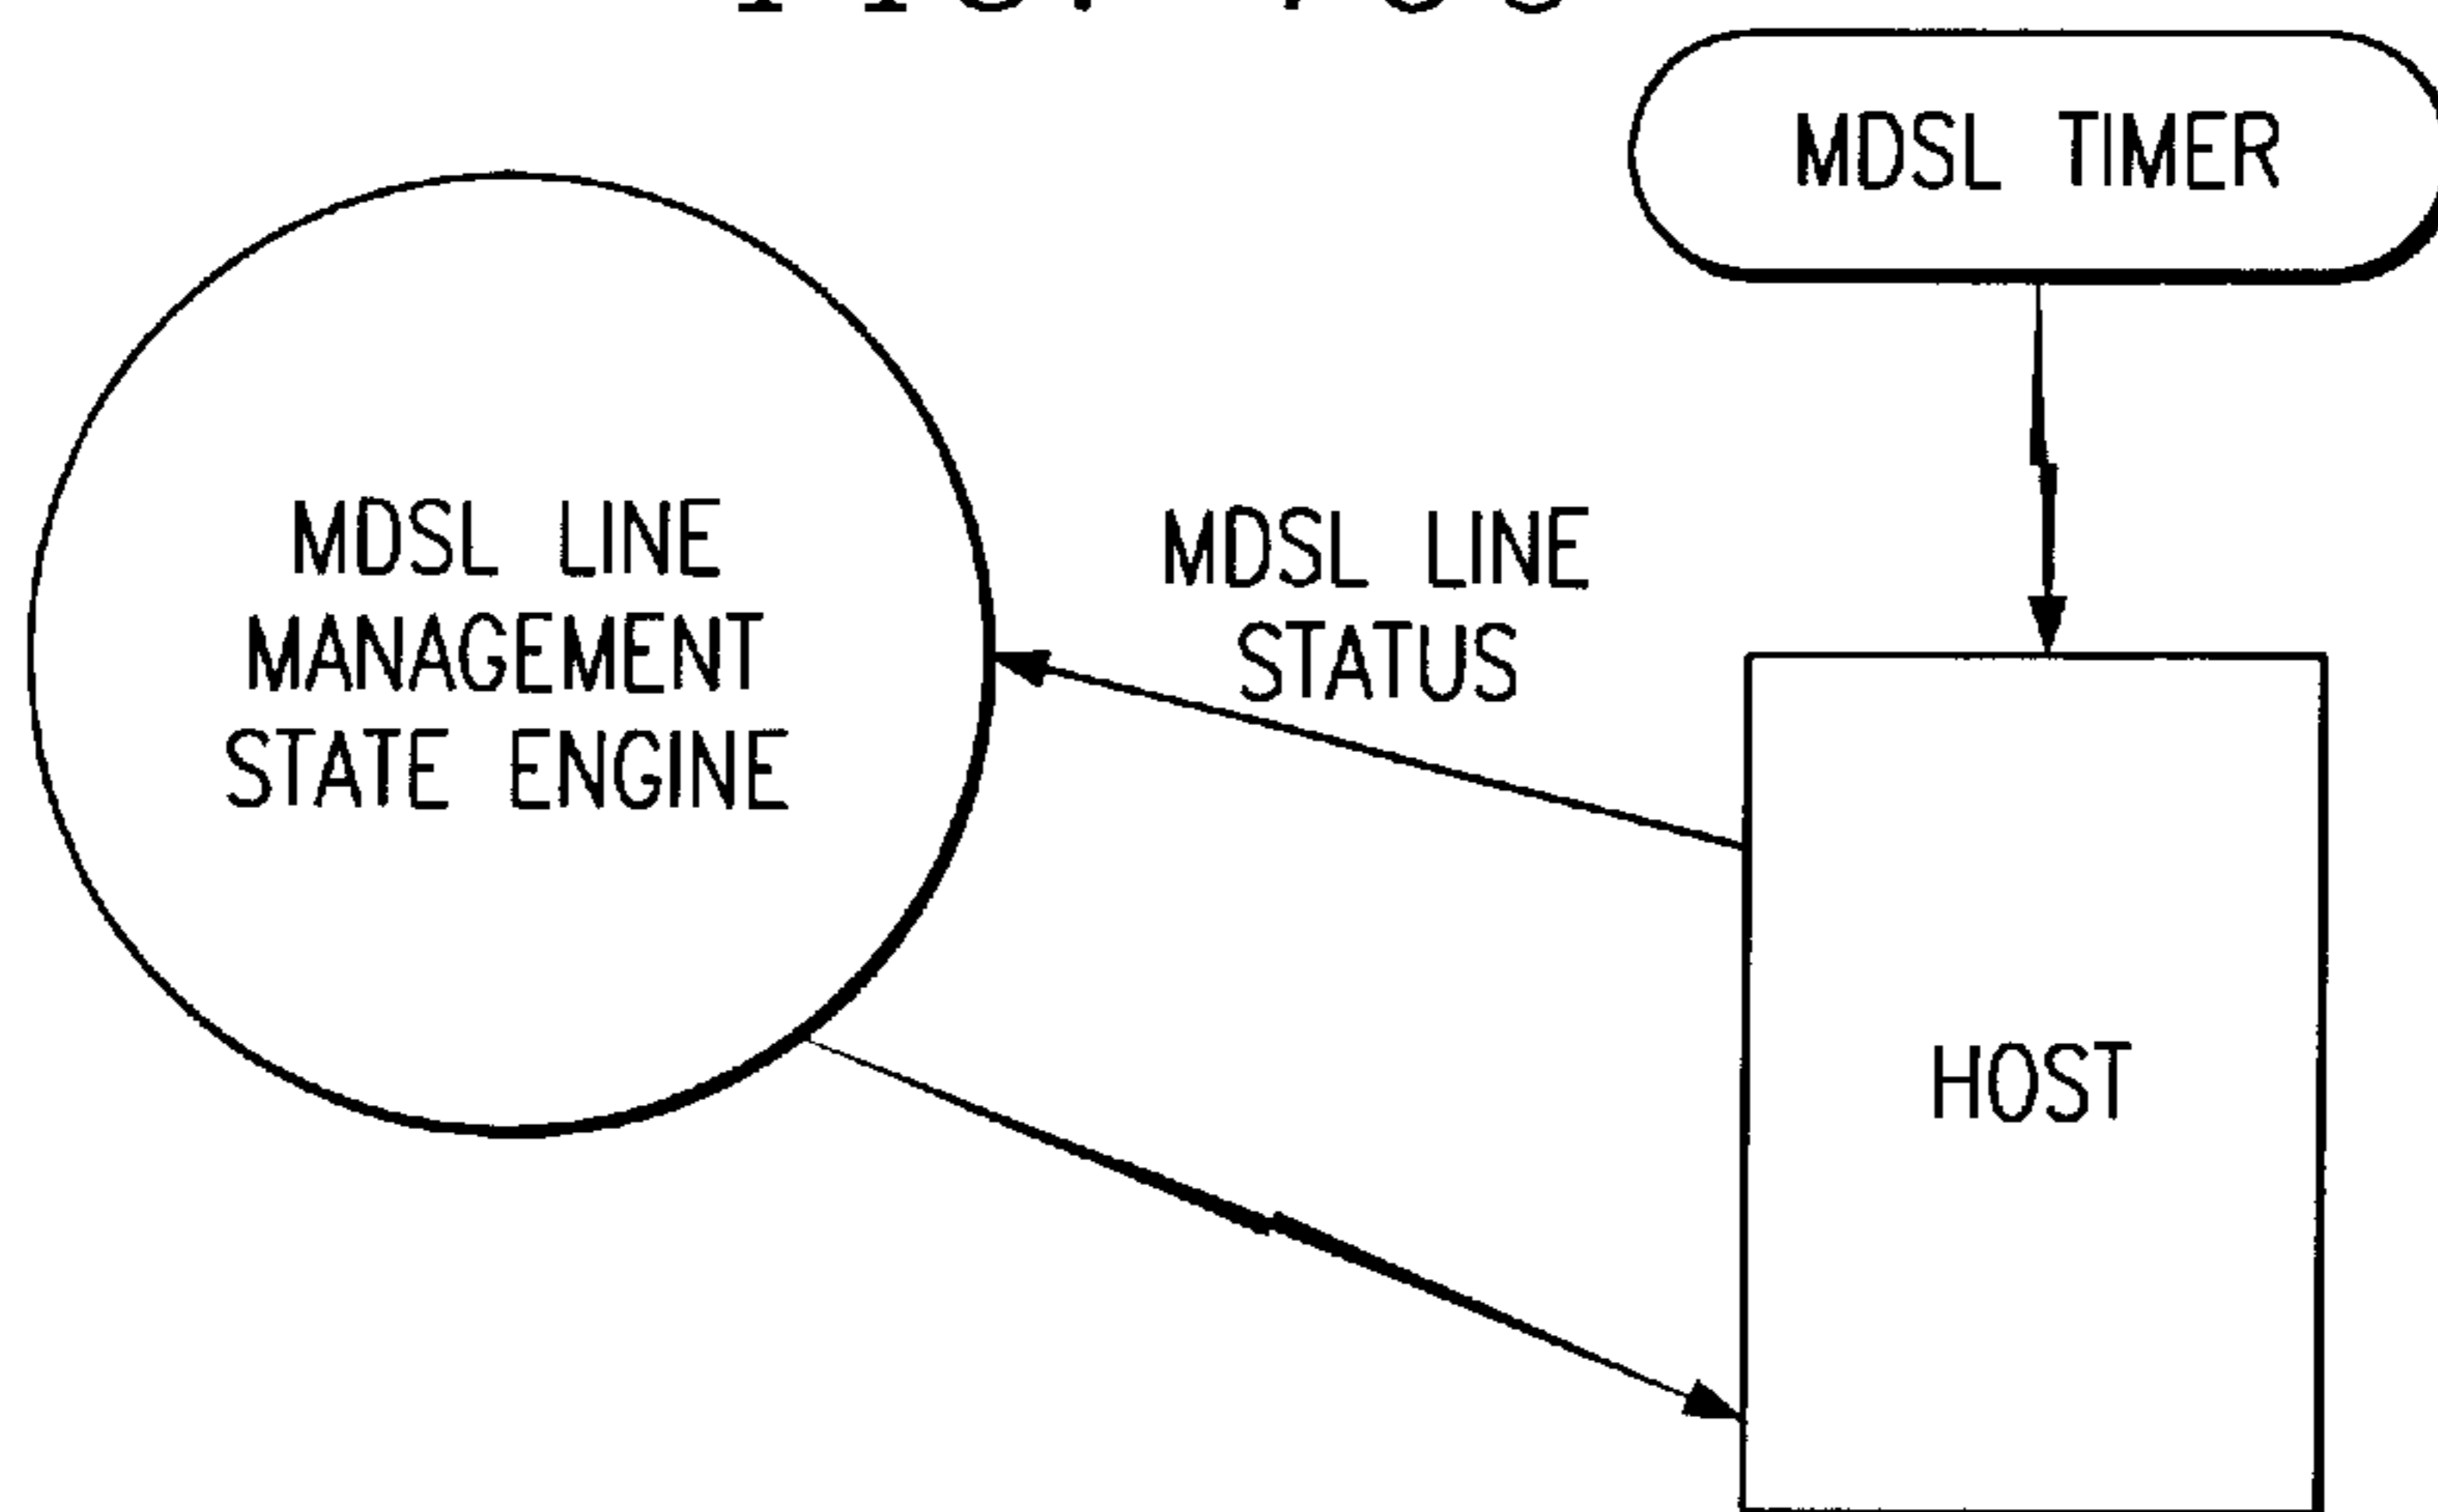 MDSL TIMER
MDSL LINE
MANAGEMENT
STATE ENGINE
MDSL LINE
STATUS
HOST